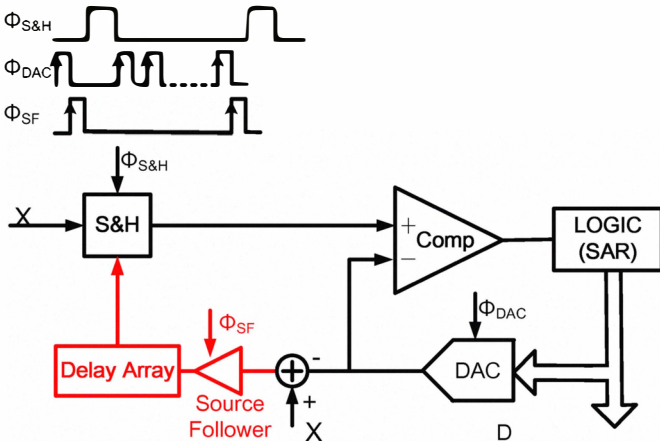 ΦS&H
ΦDAC
ΦSF
ΦS&H
X
S&H
+
−
Comp
LOGIC
(SAR)
ΦSF
ΦDAC
Delay Array
-
+
DAC
Source
Follower
+
X
D